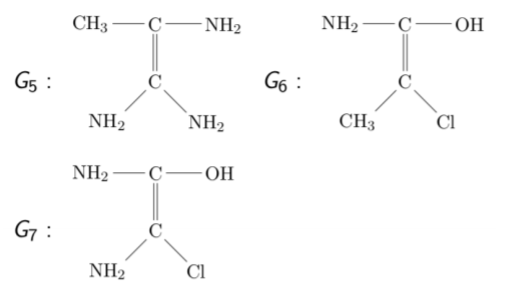 CH₃ C NH₂ NH₂ C OH
G₅ : C G₆ : C
NH₂ NH₂ CH₃ Cl
NH₂ C OH
G₇ : C
NH₂ Cl